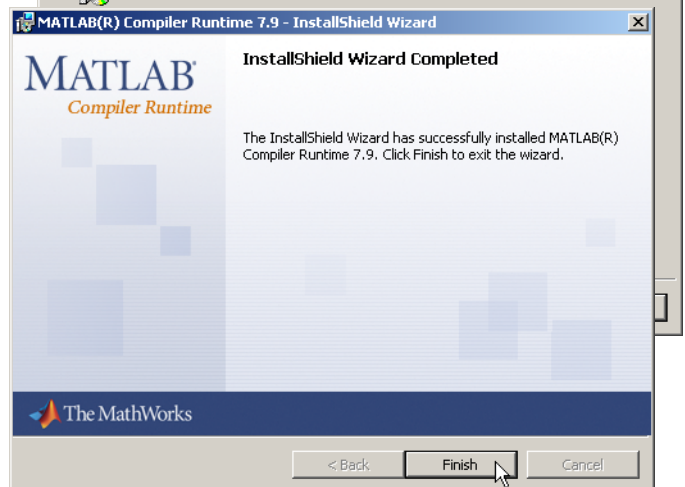 MATLAB(R) Compiler Runtime 7.9 - InstallShield Wizard
MATLAB®
Compiler Runtime
InstallShield Wizard Completed
The InstallShield Wizard has successfully installed MATLAB(R)
Compiler Runtime 7.9. Click Finish to exit the wizard.
The MathWorks
< Back
Finish
Cancel